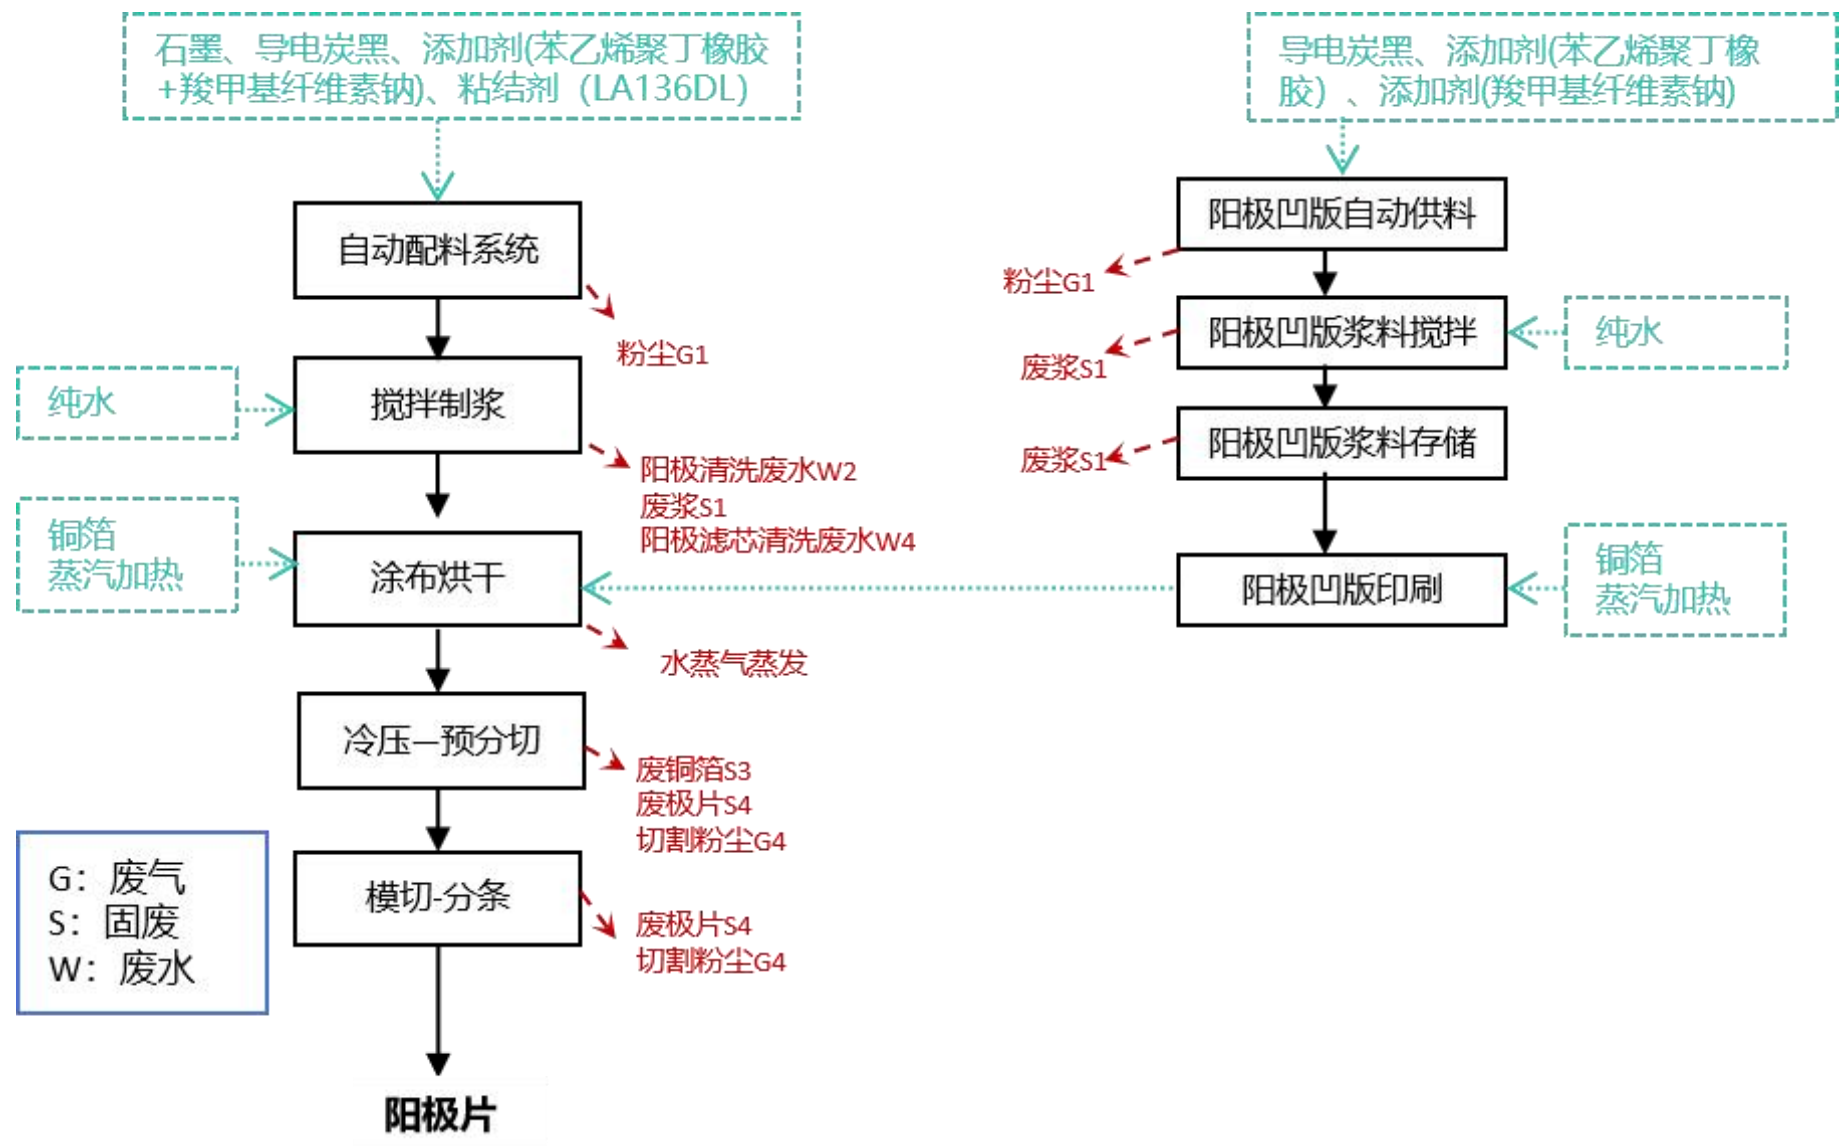 石墨、导电炭黑、添加剂(苯乙烯聚丁橡胶
+羧甲基纤维素钠)、粘结剂（LA136DL）
自动配料系统
粉尘G1
纯水
搅拌制浆
阳极清洗废水W2
废浆S1
阳极滤芯清洗废水W4
铜箔
蒸汽加热
涂布烘干
水蒸气蒸发
冷压—预分切
废铜箔S3
废极片S4
切割粉尘G4
模切-分条
废极片S4
切割粉尘G4
阳极片
G：废气
S：固废
W：废水
导电炭黑、添加剂(苯乙烯聚丁橡
胶）、添加剂(羧甲基纤维素钠)
阳极凹版自动供料
粉尘G1
阳极凹版浆料搅拌
纯水
废浆S1
阳极凹版浆料存储
废浆S1
阳极凹版印刷
铜箔
蒸汽加热